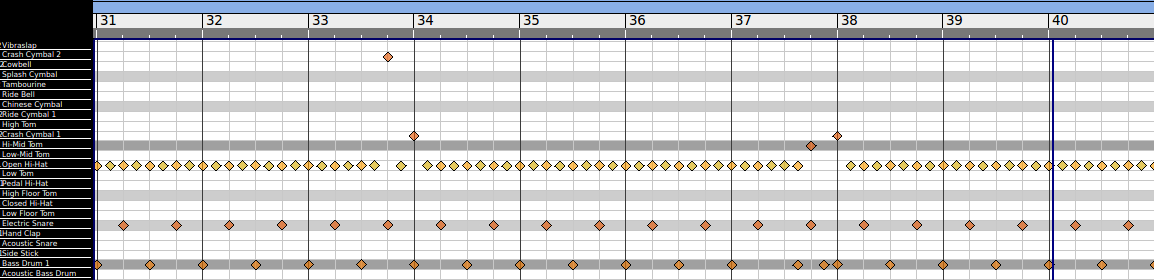 31 32 33 34 35 36 37 38 39 40
Vibraslap
Crash Cymbal 2
Cowbell
Splash Cymbal
Tambourine
Ride Bell
Chinese Cymbal
Ride Cymbal 1
High Tom
Crash Cymbal 1
Hi-Mid Tom
Low-Mid Tom
Open Hi-Hat
Low Tom
Pedal Hi-Hat
High Floor Tom
Closed Hi-Hat
Low Floor Tom
Electric Snare
Hand Clap
Acoustic Snare
Side Stick
Bass Drum 1
Acoustic Bass Drum